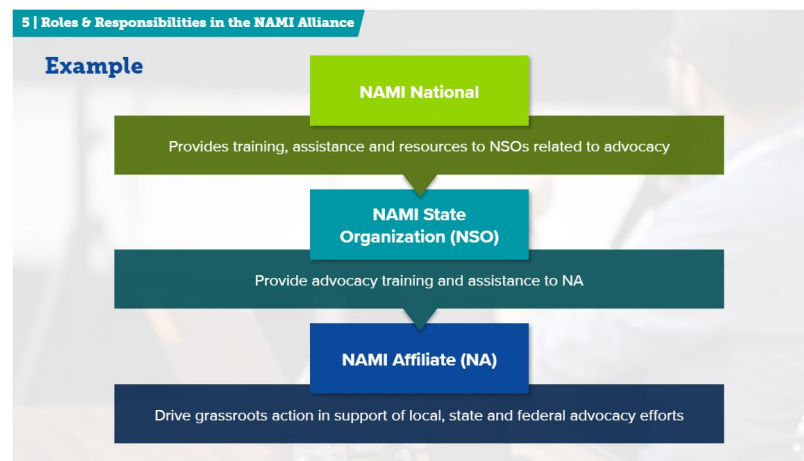 5 | Roles & Responsibilities in the NAMI Alliance
Example
NAMI National
Provides training, assistance and resources to NSOs related to advocacy
NAMI State
Organization (NSO)
Provide advocacy training and assistance to NA
NAMI Affiliate (NA)
Drive grassroots action in support of local, state and federal advocacy efforts